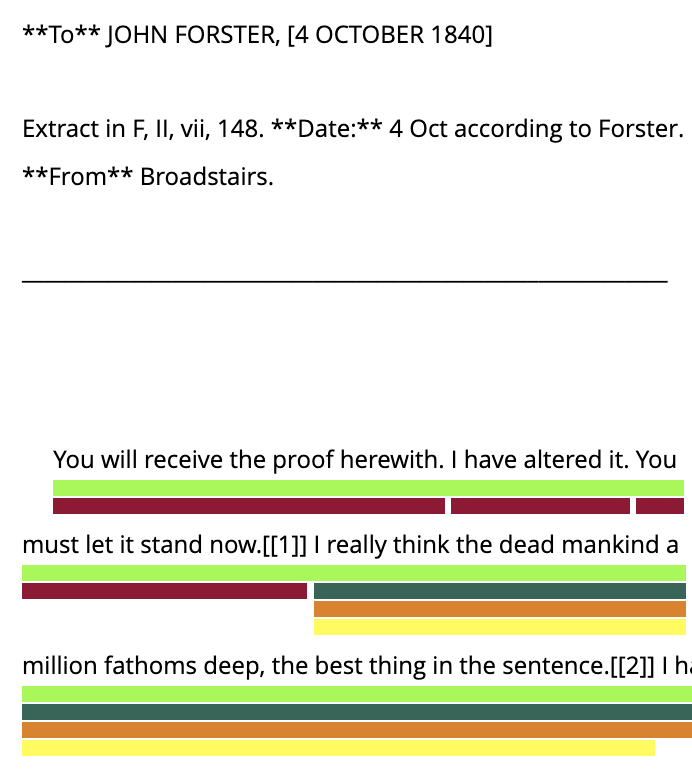 **To** JOHN FORSTER, [4 OCTOBER 1840]
Extract in F, II, vii, 148. **Date:** 4 Oct according to Forster.
**From** Broadstairs.
You will receive the proof herewith. I have altered it. You
must let it stand now.[[1]] I really think the dead mankind a
million fathoms deep, the best thing in the sentence.[[2]] I